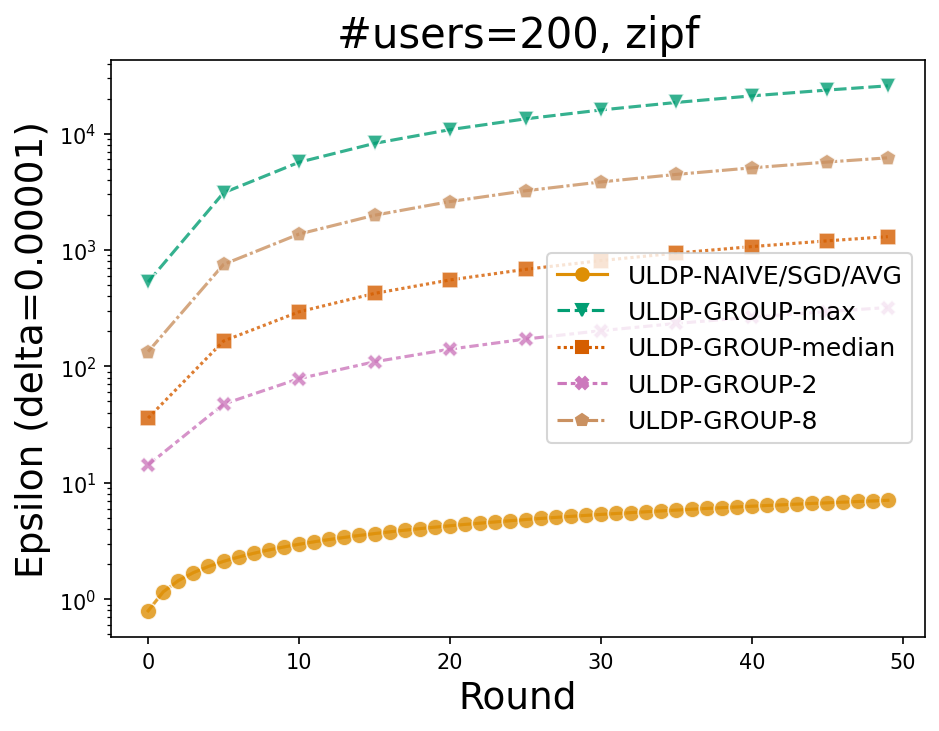 #users=200, zipf
Epsilon (delta=0.00001)
10^4
10^3
10^2
10^1
10^0
ULDP-NAIVE/SGD/AVG
ULDP-GROUP-max
ULDP-GROUP-median
ULDP-GROUP-2
ULDP-GROUP-8
0 10 20 30 40 50
Round